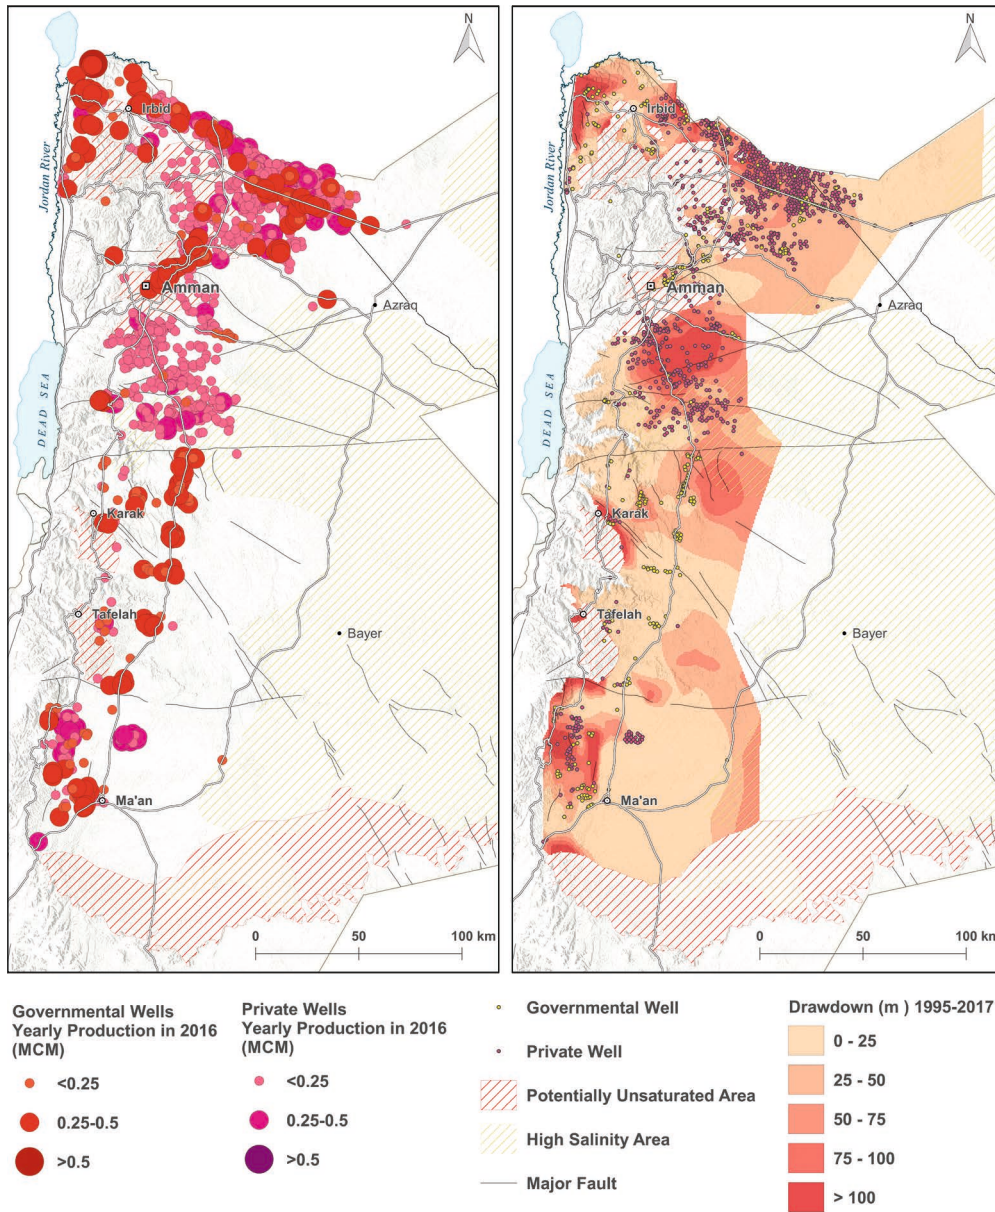 N
Irbid
Jordan River
Amman
Azraq
DEAD SEA
Karak
Tafelah
Bayer
Ma'an
0 50 100 km
N
Irbid
Jordan River
Amman
Azraq
DEAD SEA
Karak
Tafelah
Bayer
Ma'an
0 50 100 km
Governmental Wells
Yearly Production in 2016
(MCM)
<0.25
0.25-0.5
>0.5
Private Wells
Yearly Production in 2016
(MCM)
<0.25
0.25-0.5
>0.5
Governmental Well
Private Well
Potentially Unsaturated Area
High Salinity Area
Major Fault
Drawdown (m ) 1995-2017
0 - 25
25 - 50
50 - 75
75 - 100
> 100